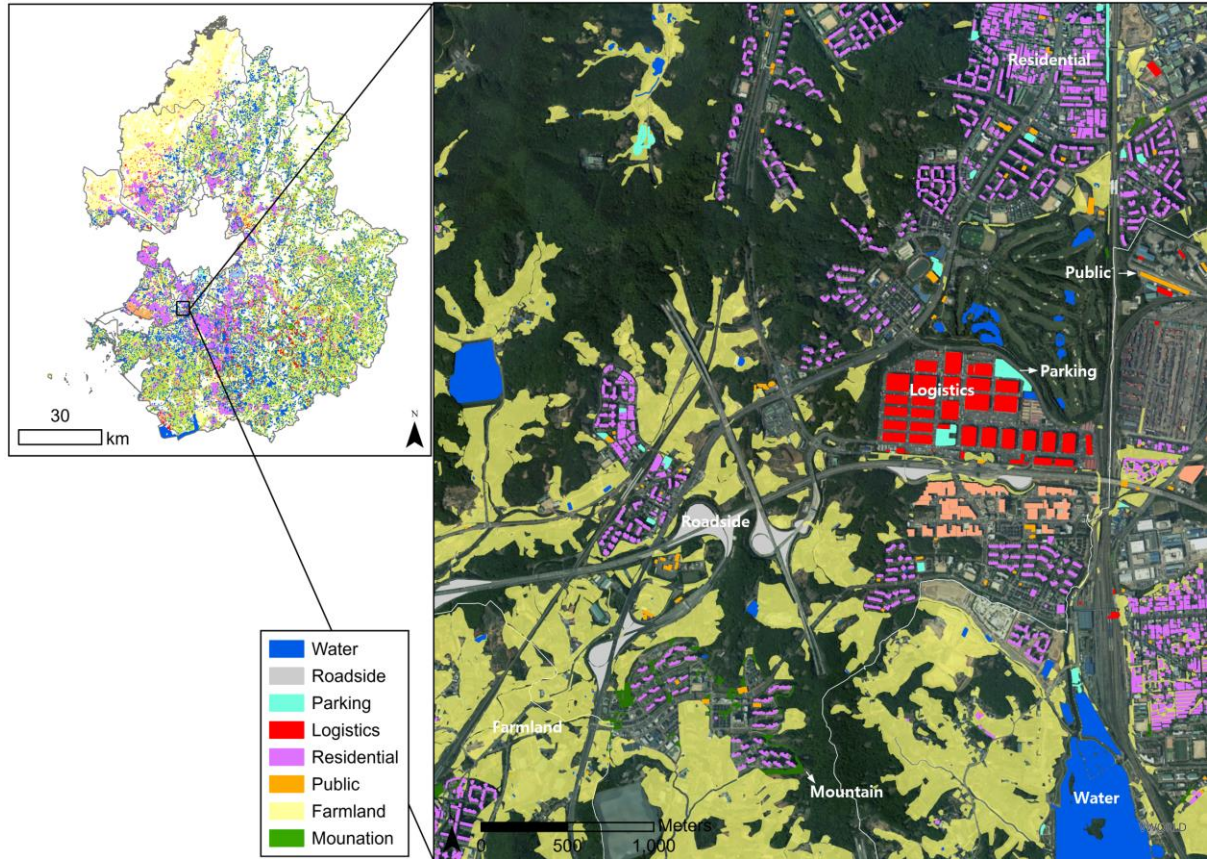 30
km
N
Water
Roadside
Parking
Logistics
Residential
Public
Farmland
Mounation
Residential
Public
Parking
Logistics
Roadside
Farmland
Mountain
Water
Meters
0 500 1,000